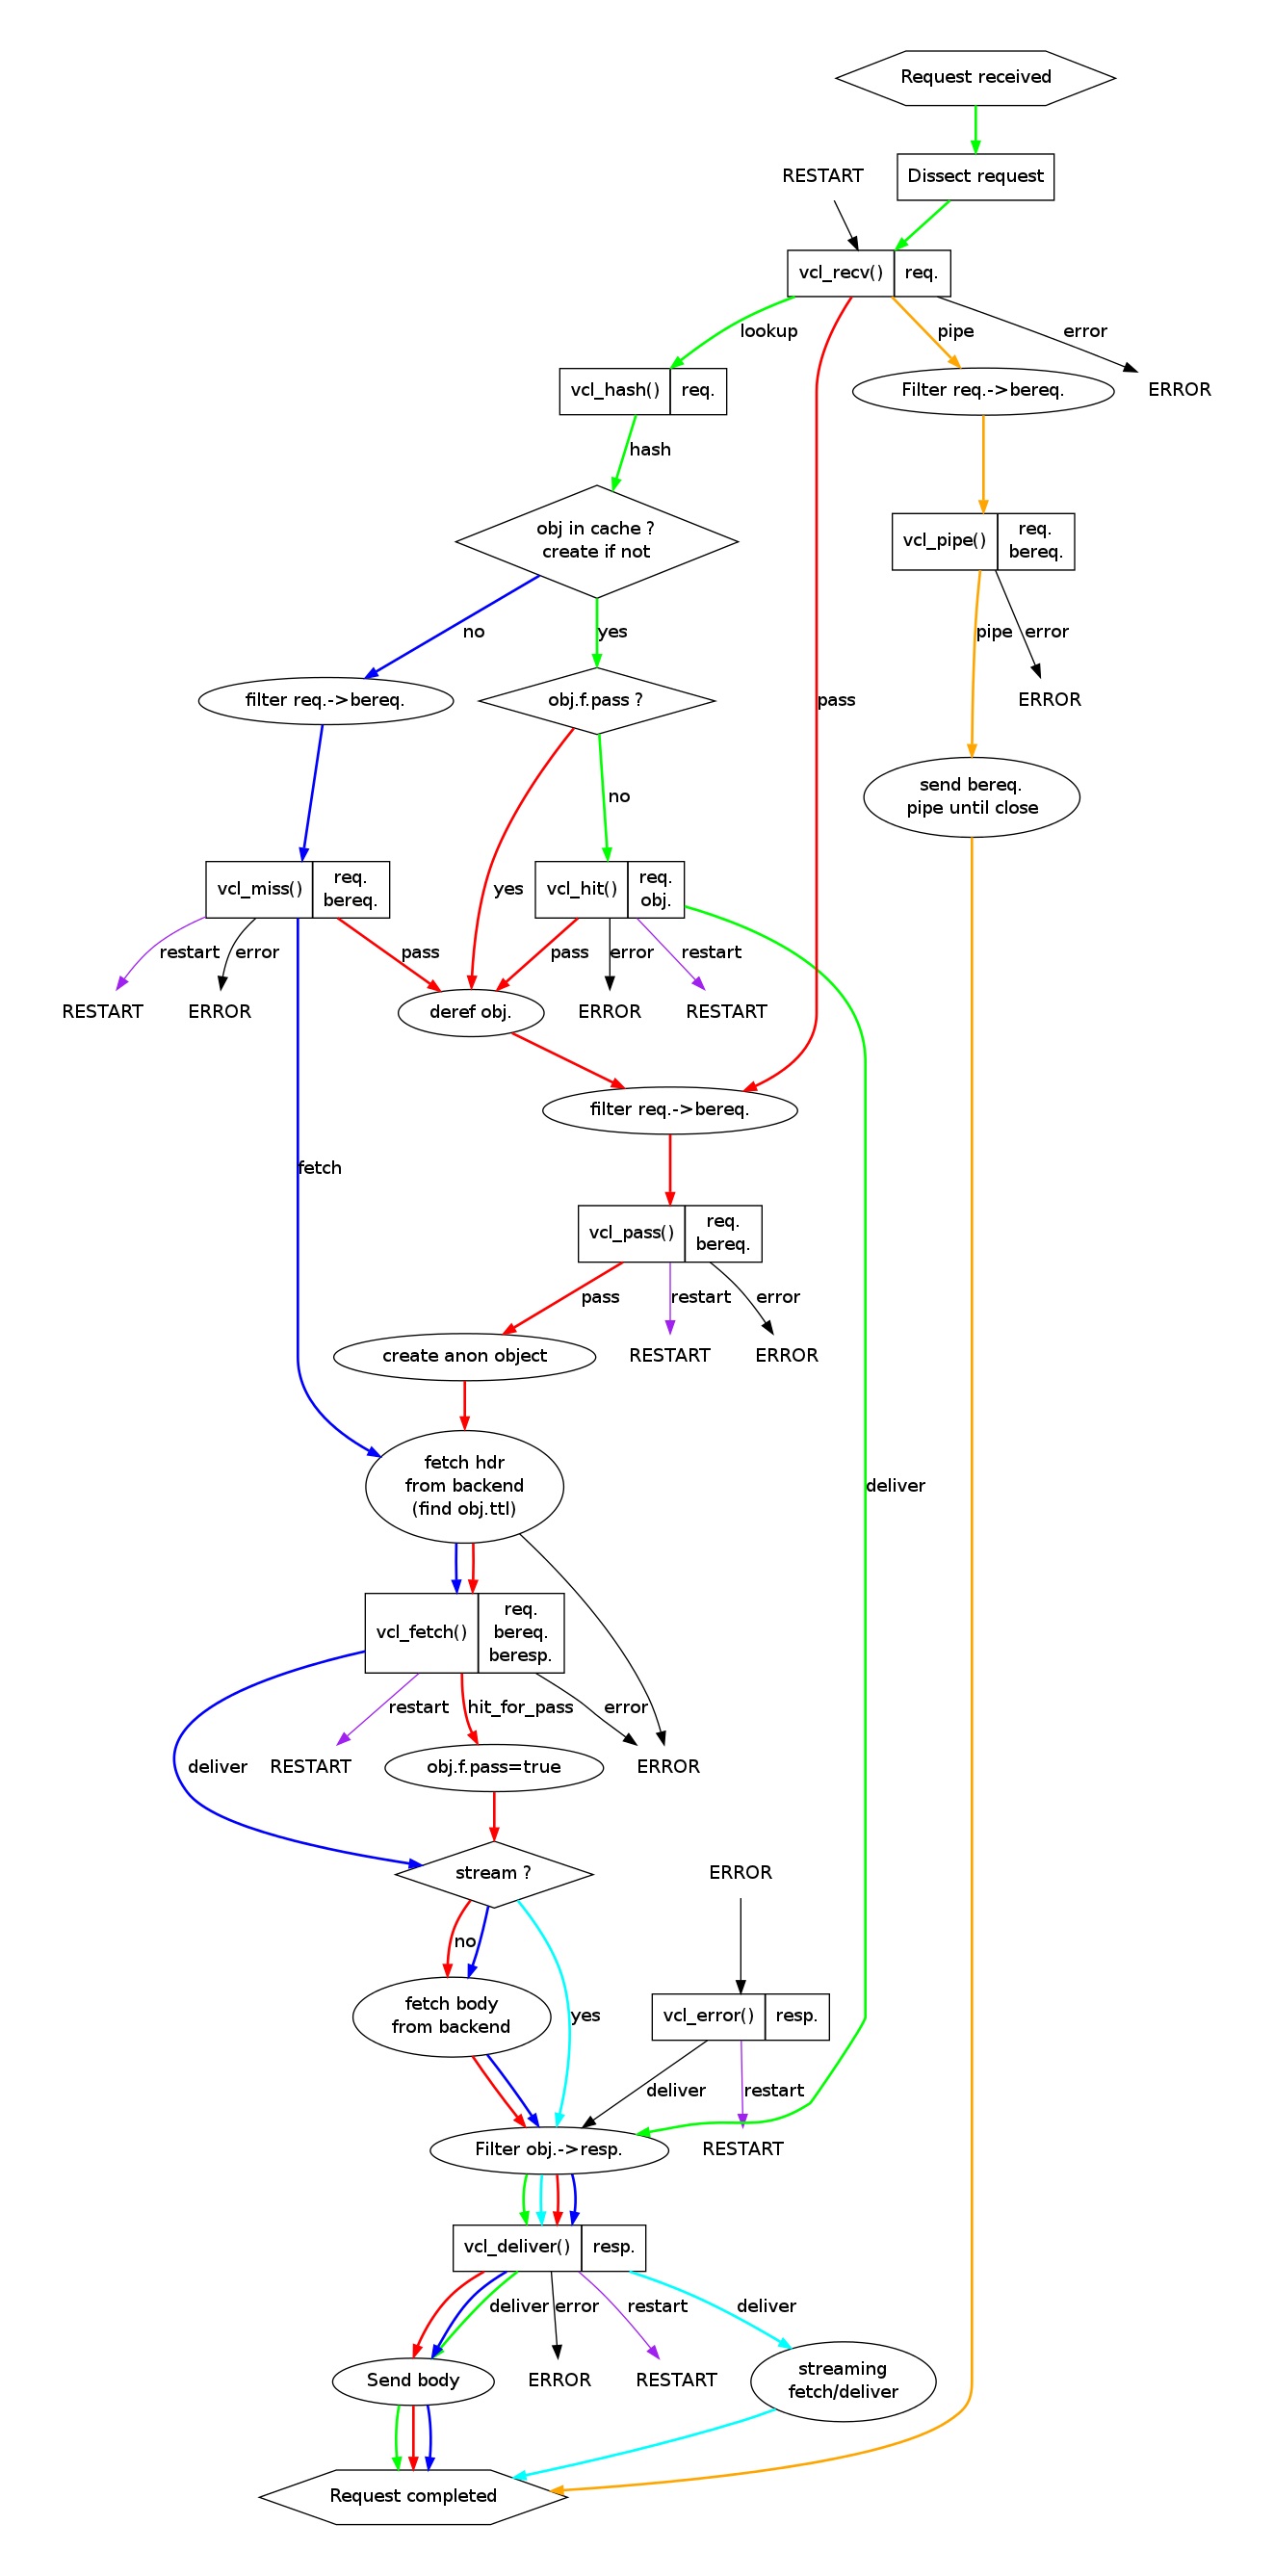 Request received
RESTART
Dissect request
vcl_recv()
req.
lookup
pipe
error
vcl_hash()
req.
Filter req.->bereq.
ERROR
hash
obj in cache ?
create if not
vcl_pipe()
req.
bereq.
no
yes
pipe
error
filter req.->bereq.
obj.f.pass ?
pass
ERROR
no
send bereq.
pipe until close
vcl_miss()
req.
bereq.
yes
vcl_hit()
req.
obj.
restart
error
pass
pass
error
restart
RESTART
ERROR
deref obj.
ERROR
RESTART
filter req.->bereq.
fetch
vcl_pass()
req.
bereq.
pass
restart
error
create anon object
RESTART
ERROR
fetch hdr
from backend
(find obj.ttl)
deliver
vcl_fetch()
req.
bereq.
beresp.
restart
hit_for_pass
error
deliver
RESTART
obj.f.pass=true
ERROR
stream ?
ERROR
no
fetch body
from backend
yes
vcl_error()
resp.
deliver
restart
Filter obj.->resp.
RESTART
vcl_deliver()
resp.
deliver
error
restart
deliver
Send body
ERROR
RESTART
streaming
fetch/deliver
Request completed